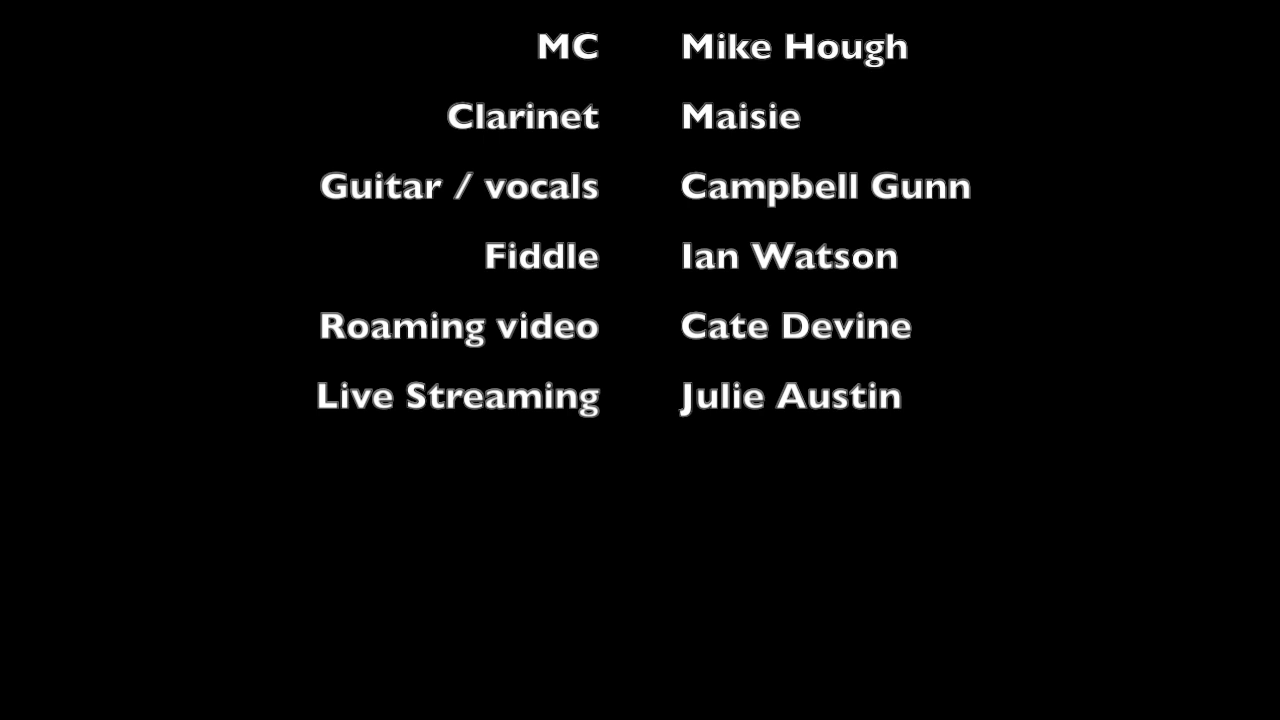 MC Mike Hough
Clarinet Maisie
Guitar / vocals Campbell Gunn
Fiddle Ian Watson
Roaming video Cate Devine
Live Streaming Julie Austin